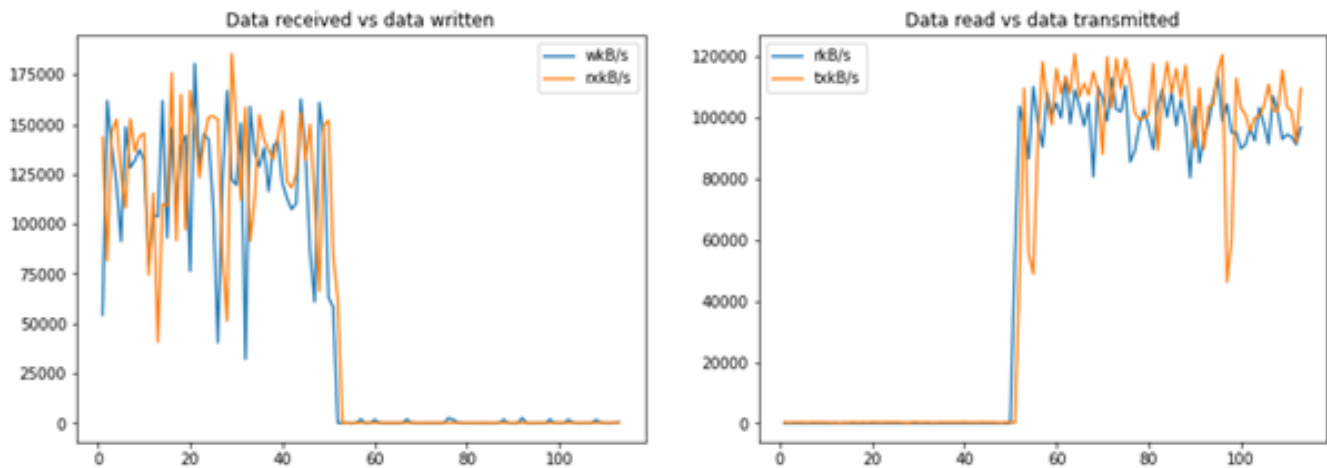 Data received vs data written
175000
150000
125000
100000
75000
50000
25000
0
0 20 40 60 80 100
wkB/s
rxkB/s
Data read vs data transmitted
120000
100000
80000
60000
40000
20000
0
0 20 40 60 80 100
rkB/s
txkB/s